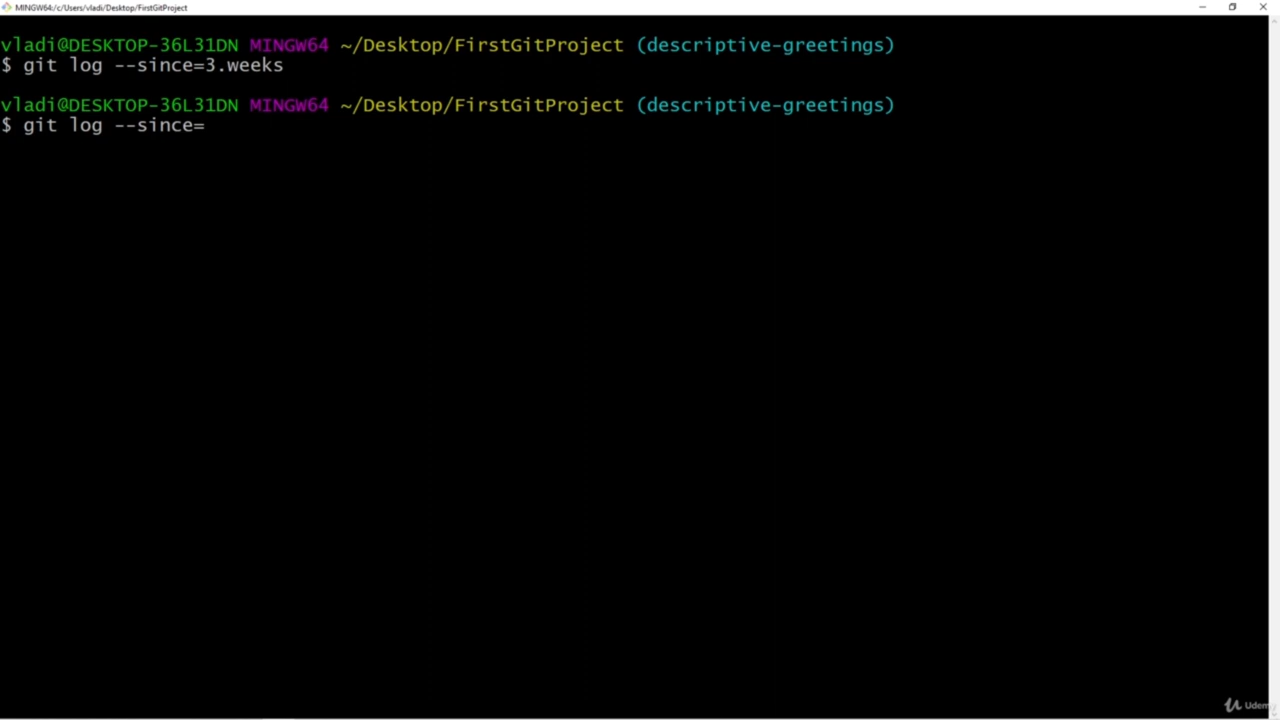 MINGW64:/c/Users/vladi/Desktop/FirstGitProject
vladi@DESKTOP-36L31DN MINGW64 ~/Desktop/FirstGitProject (descriptive-greetings)
$ git log --since=3.weeks
vladi@DESKTOP-36L31DN MINGW64 ~/Desktop/FirstGitProject (descriptive-greetings)
$ git log --since=
Udemy